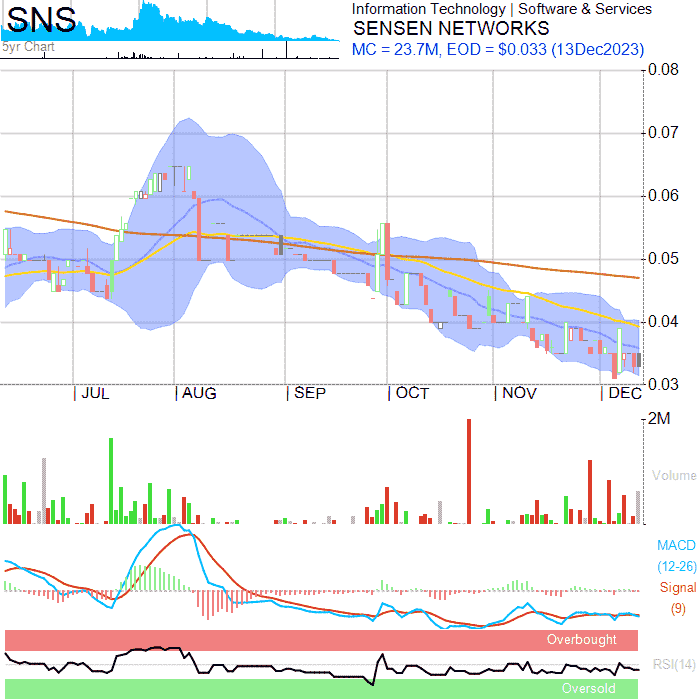 SNS
5yr Chart
Information Technology | Software & Services
SENSEN NETWORKS
MC = 23.7M, EOD = $0.033 (13Dec2023)
0.08
0.07
0.06
0.05
0.04
0.03
JUL AUG SEP OCT NOV DEC
2M
Volume
MACD
(12-26)
Signal
(9)
Overbought
RSI(14)
Oversold